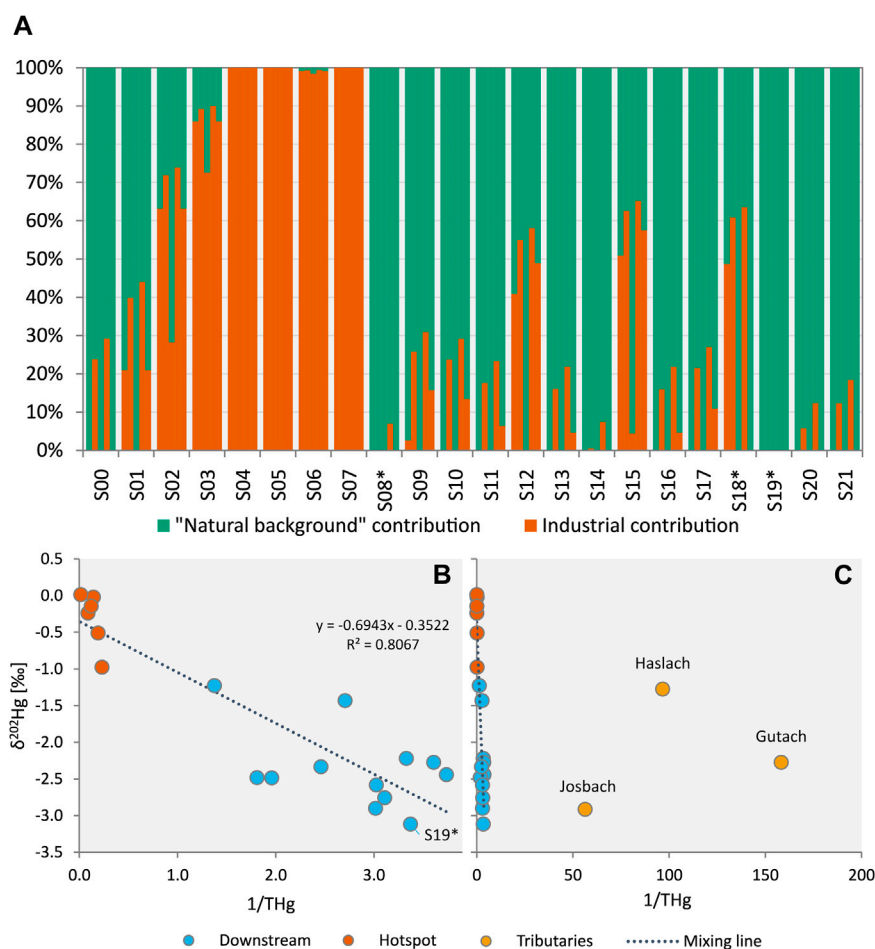 A
100%
90%
80%
70%
60%
50%
40%
30%
20%
10%
0%
S00 S01 S02 S03 S04 S05 S06 S07 S08* S09 S10 S11 S12 S13 S14 S15 S16 S17 S18* S19* S20 S21
"Natural background" contribution Industrial contribution
B
δ²⁰²Hg [‰]
0.5
0.0
-0.5
-1.0
-1.5
-2.0
-2.5
-3.0
-3.5
y = -0.6943x - 0.3522
R² = 0.8067
S19*
0.0 1.0 2.0 3.0
1/THg
C
Haslach
Gutach
Josbach
0 50 100 150 200
1/THg
Downstream Hotspot Tributaries Mixing line